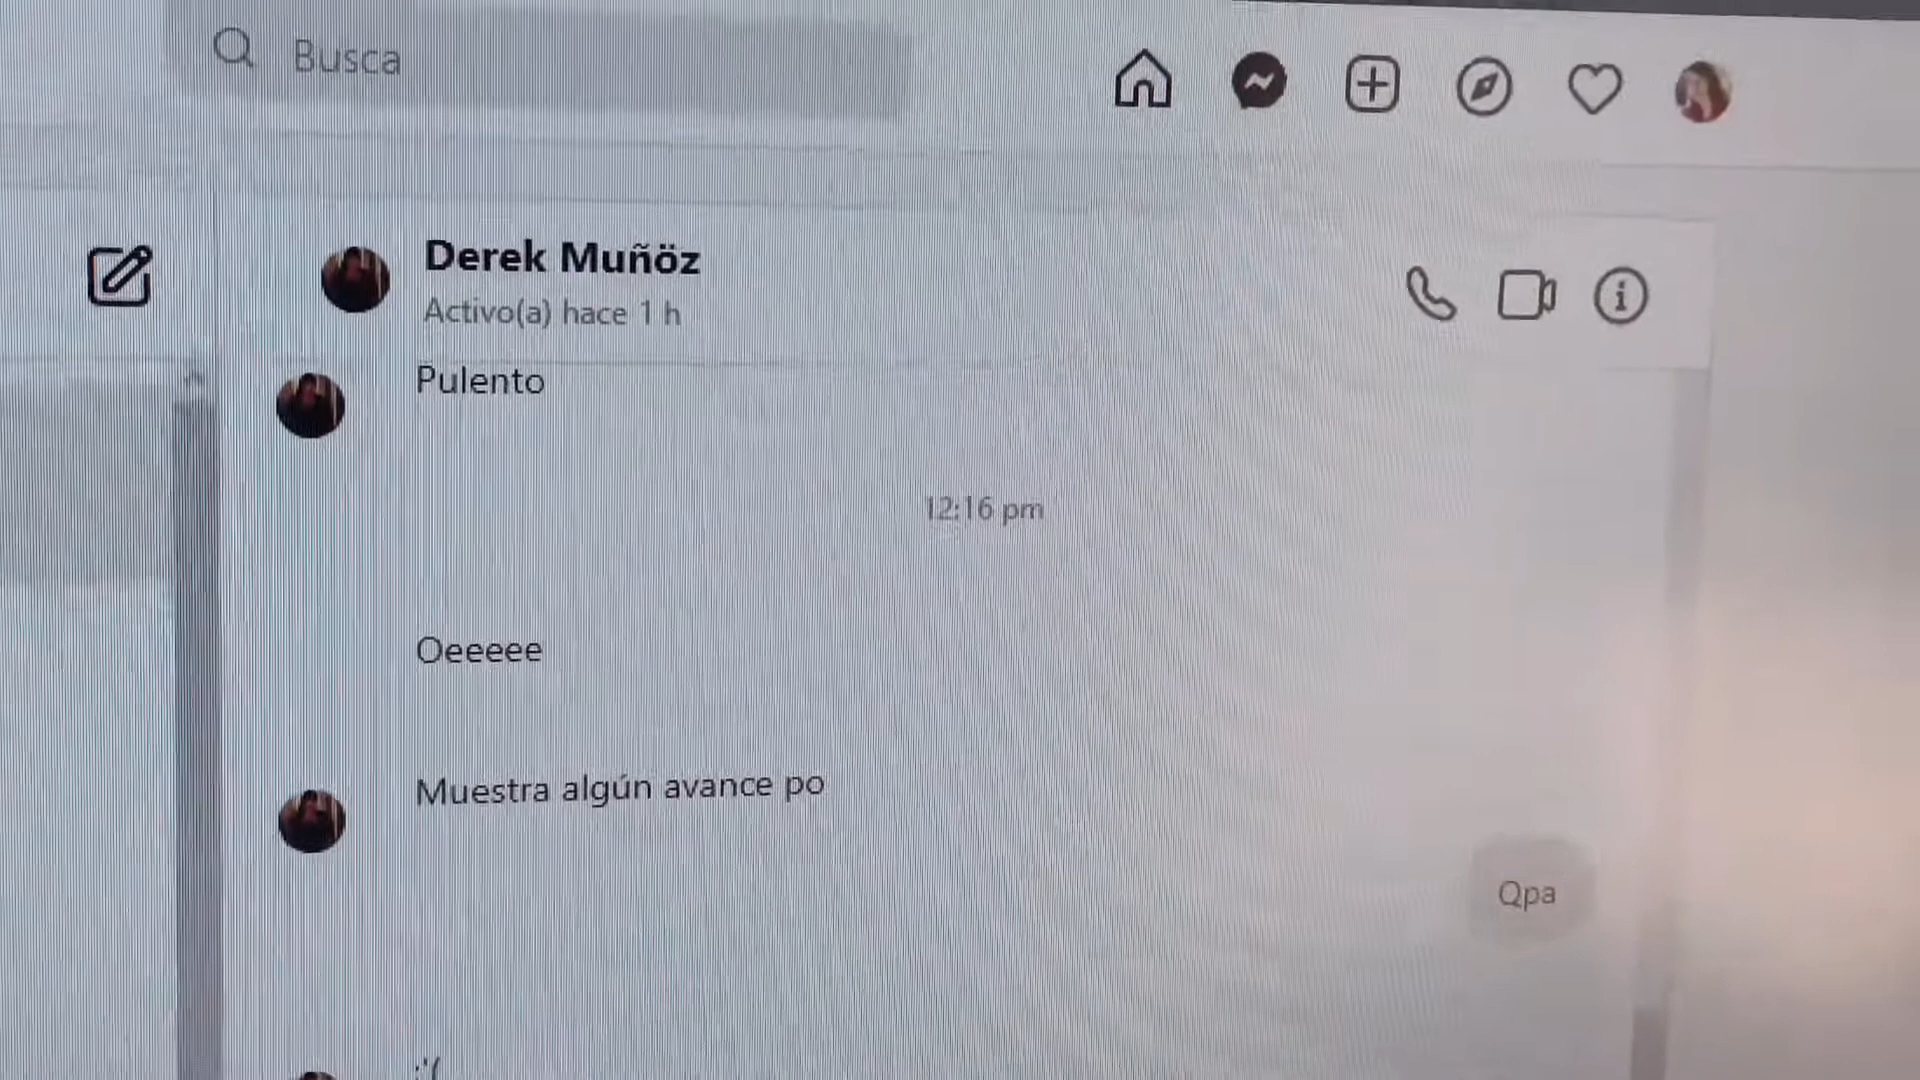 Busca
Derek Muñöz
Activo(a) hace 1 h
Pulento
12:16 pm
Oeeeee
Muestra algún avance po
Qpa
:'(